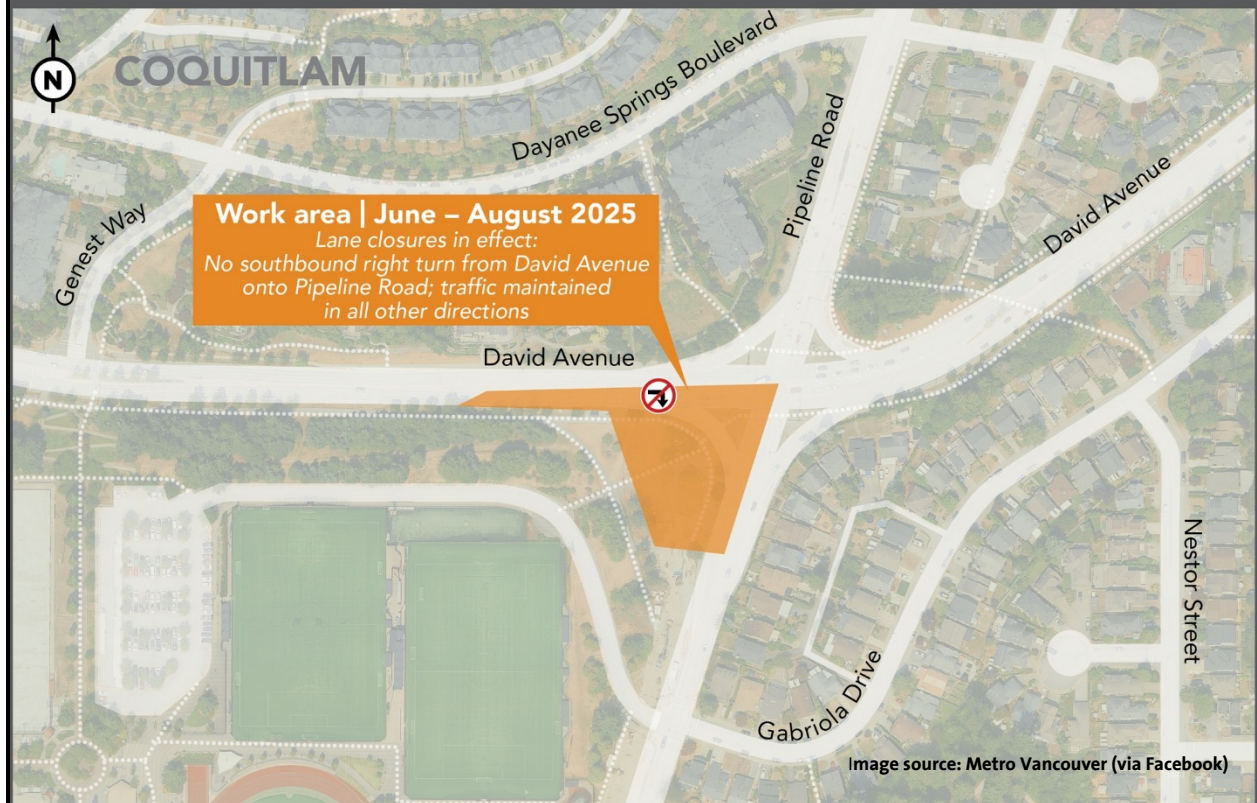 N
COQUITLAM
Dayanee Springs Boulevard
Pipeline Road
David Avenue
Genest Way
Work area | June – August 2025
Lane closures in effect:
No southbound right turn from David Avenue
onto Pipeline Road; traffic maintained
in all other directions
David Avenue
Nestor Street
Gabriola Drive
Image source: Metro Vancouver (via Facebook)